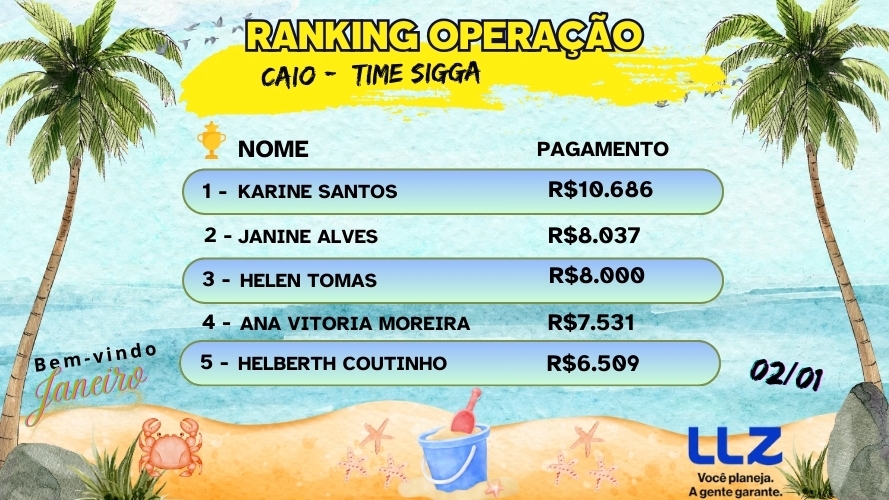 RANKING OPERAÇÃO
CAIO - TIME SIGGA
NOME PAGAMENTO
1 - KARINE SANTOS R$10.686
2 - JANINE ALVES R$8.037
3 - HELEN TOMAS R$8.000
4 - ANA VITORIA MOREIRA R$7.531
5 - HELBERTH COUTINHO R$6.509
Bem-vindo
Janeiro
02/01
LLZ
Você planeja.
A gente garante.